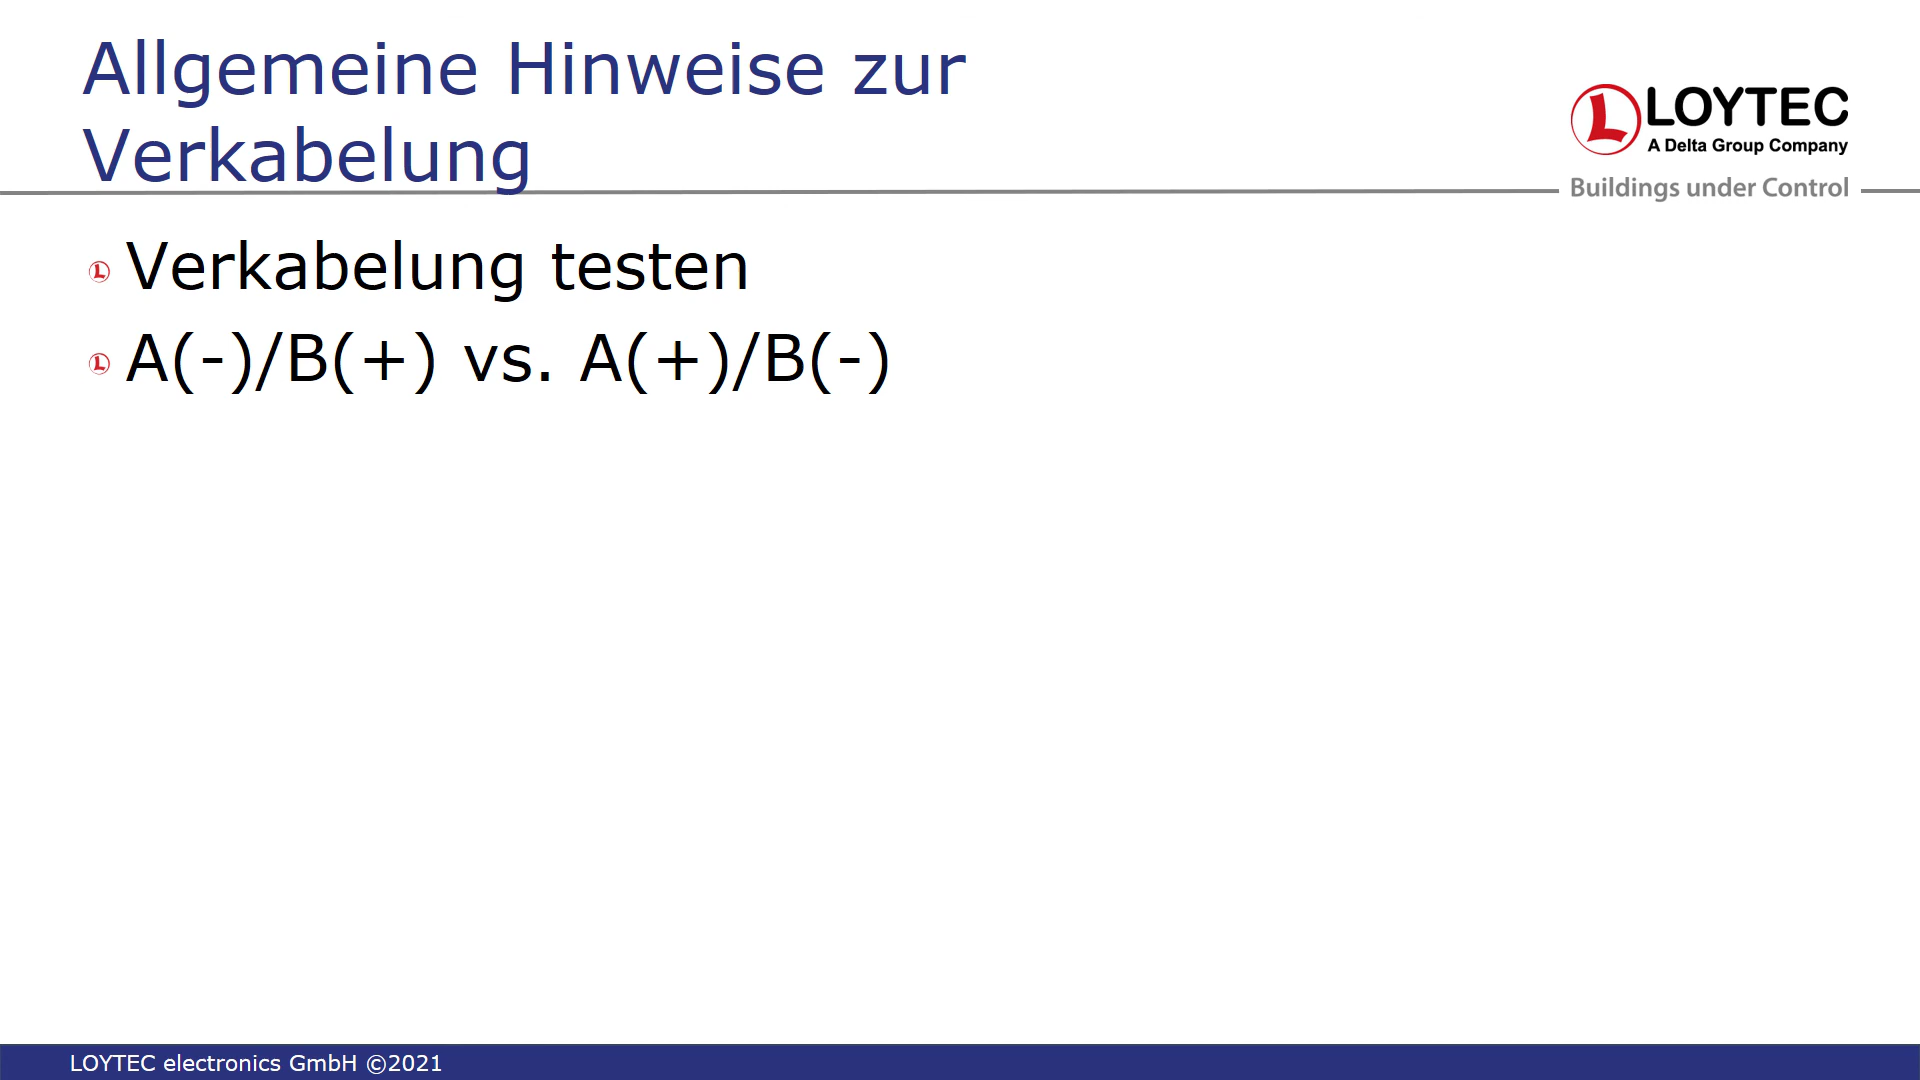 Allgemeine Hinweise zur
Verkabelung
LOYTEC
A Delta Group Company
Buildings under Control
Verkabelung testen
A(-)/B(+) vs. A(+)/B(-)
LOYTEC electronics GmbH ©2021